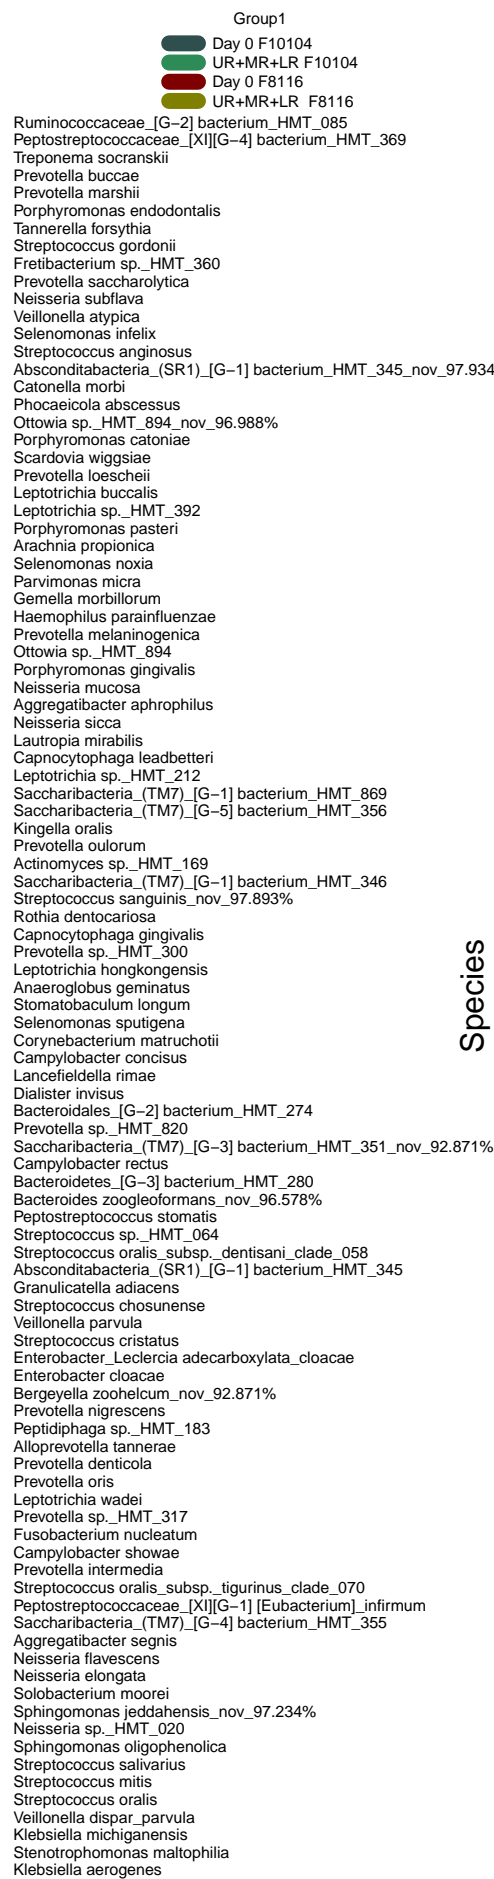 Group1
Day 0 F10104
UR+MR+LR F10104
Day 0 F8116
UR+MR+LR F8116
Ruminococcaceae_[G−2] bacterium_HMT_085
Peptostreptococcaceae_[XI][G−4] bacterium_HMT_369
Treponema socranskii
Prevotella buccae
Prevotella marshii
Porphyromonas endodontalis
Tannerella forsythia
Streptococcus gordonii
Fretibacterium sp._HMT_360
Prevotella saccharolytica
Neisseria subflava
Veillonella atypica
Selenomonas infelix
Streptococcus anginosus
Absconditabacteria_(SR1)_[G−1] bacterium_HMT_345_nov_97.934
Catonella morbi
Phocaeicola abscessus
Ottowia sp._HMT_894_nov_96.988%
Porphyromonas catoniae
Scardovia wiggsiae
Prevotella loescheii
Leptotrichia buccalis
Leptotrichia sp._HMT_392
Porphyromonas pasteri
Arachnia propionica
Selenomonas noxia
Parvimonas micra
Gemella morbillorum
Haemophilus parainfluenzae
Prevotella melaninogenica
Ottowia sp._HMT_894
Porphyromonas gingivalis
Neisseria mucosa
Aggregatibacter aphrophilus
Neisseria sicca
Lautropia mirabilis
Capnocytophaga leadbetteri
Leptotrichia sp._HMT_212
Saccharibacteria_(TM7)_[G−1] bacterium_HMT_869
Saccharibacteria_(TM7)_[G−5] bacterium_HMT_356
Kingella oralis
Prevotella oulorum
Actinomyces sp._HMT_169
Saccharibacteria_(TM7)_[G−1] bacterium_HMT_346
Streptococcus sanguinis_nov_97.893%
Rothia dentocariosa
Capnocytophaga gingivalis
Prevotella sp._HMT_300
Leptotrichia hongkongensis
Anaeroglobus geminatus
Stomatobaculum longum
Selenomonas sputigena
Corynebacterium matruchotii
Campylobacter concisus
Lancefieldella rimae
Dialister invisus
Bacteroidales_[G−2] bacterium_HMT_274
Prevotella sp._HMT_820
Saccharibacteria_(TM7)_[G−3] bacterium_HMT_351_nov_92.871%
Campylobacter rectus
Bacteroidetes_[G−3] bacterium_HMT_280
Bacteroides zoogleoformans_nov_96.578%
Peptostreptococcus stomatis
Streptococcus sp._HMT_064
Streptococcus oralis_subsp._dentisani_clade_058
Absconditabacteria_(SR1)_[G−1] bacterium_HMT_345
Granulicatella adiacens
Streptococcus chosunense
Veillonella parvula
Streptococcus cristatus
Enterobacter_Leclercia adecarboxylata_cloacae
Enterobacter cloacae
Bergeyella zoohelcum_nov_92.871%
Prevotella nigrescens
Peptidiphaga sp._HMT_183
Alloprevotella tannerae
Prevotella denticola
Prevotella oris
Leptotrichia wadei
Prevotella sp._HMT_317
Fusobacterium nucleatum
Campylobacter showae
Prevotella intermedia
Streptococcus oralis_subsp._tigurinus_clade_070
Peptostreptococcaceae_[XI][G−1] [Eubacterium]_infirmum
Saccharibacteria_(TM7)_[G−4] bacterium_HMT_355
Aggregatibacter segnis
Neisseria flavescens
Neisseria elongata
Solobacterium moorei
Sphingomonas jeddahensis_nov_97.234%
Neisseria sp._HMT_020
Sphingomonas oligophenolica
Streptococcus salivarius
Streptococcus mitis
Streptococcus oralis
Veillonella dispar_parvula
Klebsiella michiganensis
Stenotrophomonas maltophilia
Klebsiella aerogenes
Species